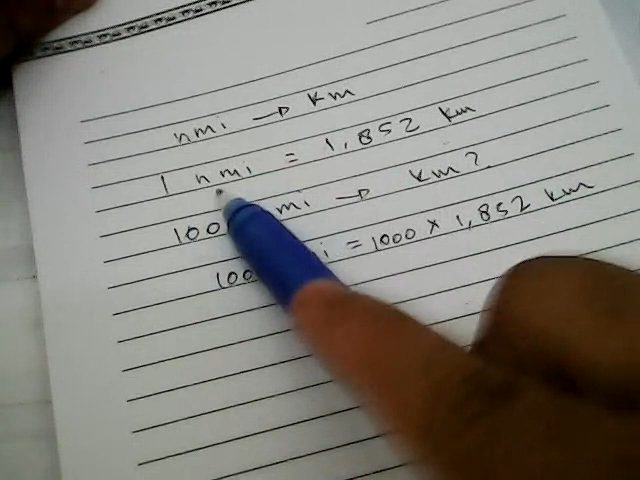 nmi → km
1 nmi = 1,852 km
100 mi → km?
100 i = 1000 x 1,852 km